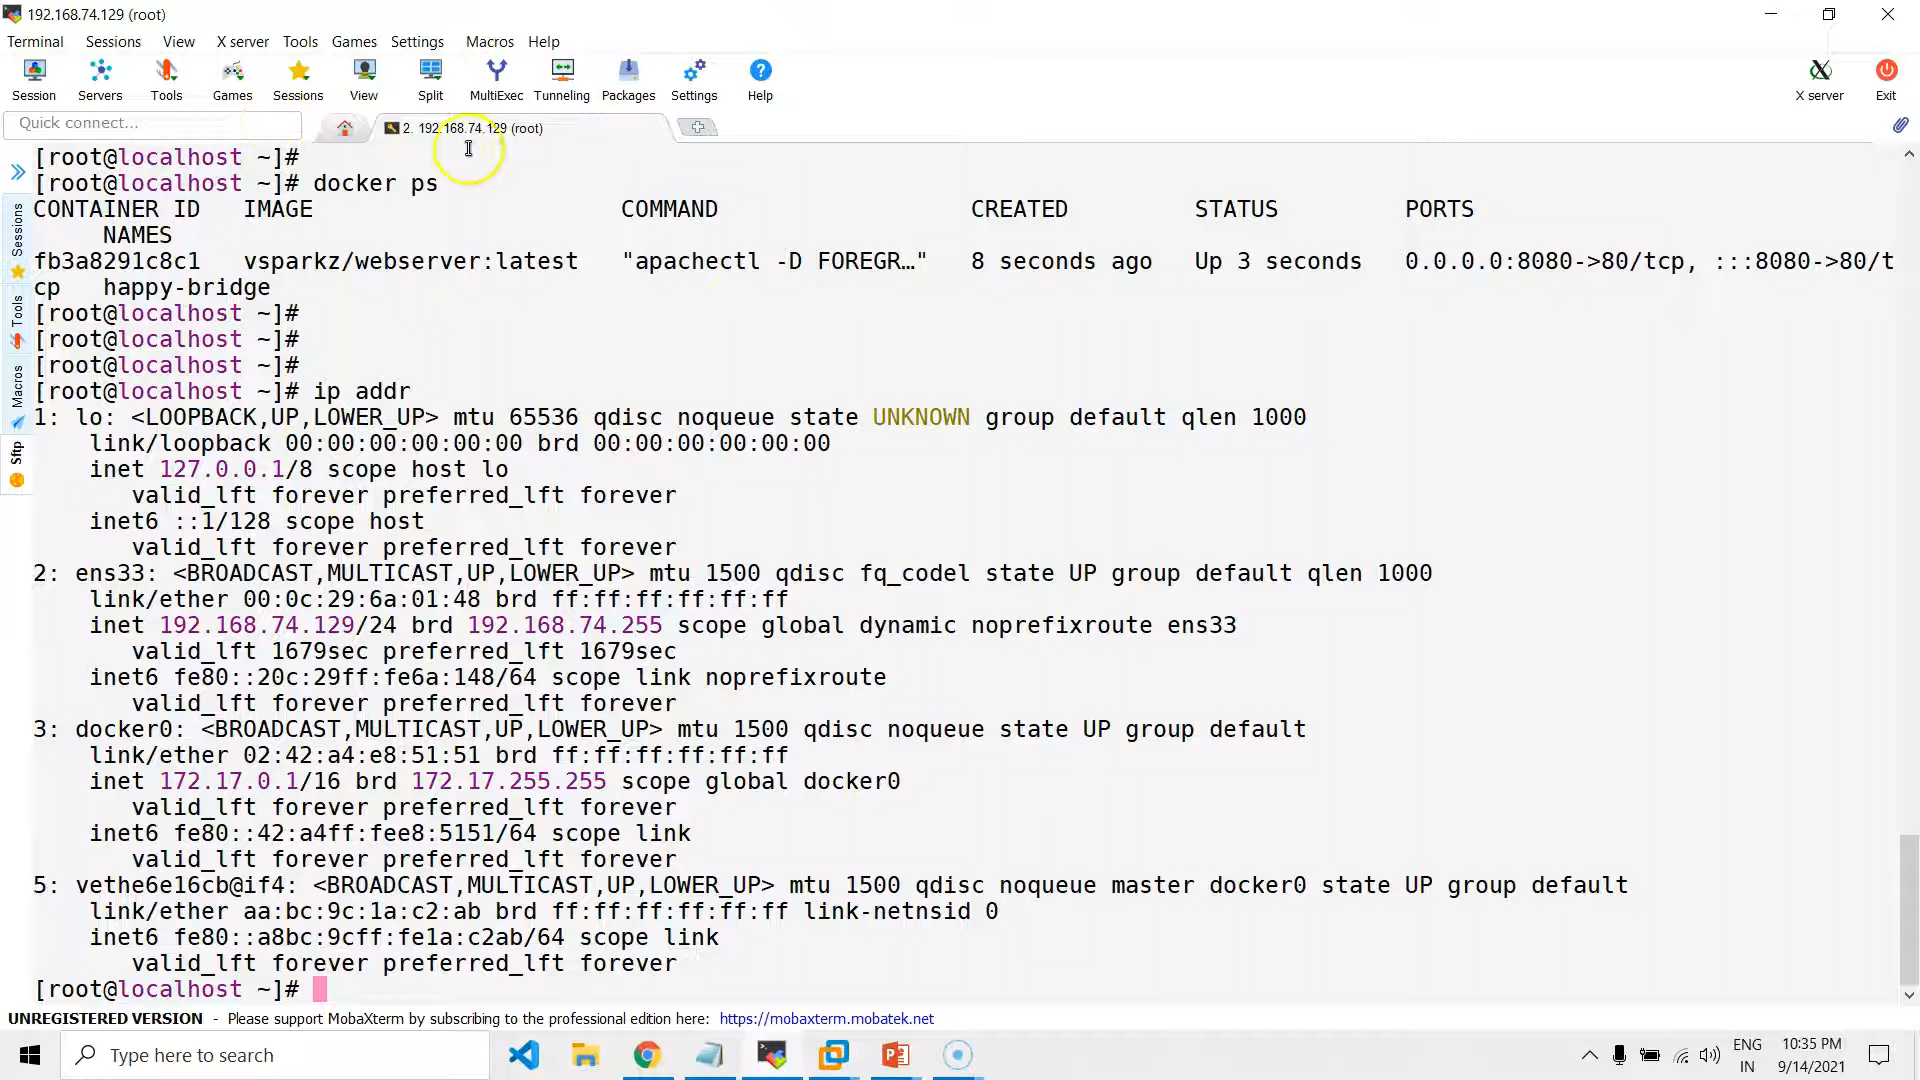 192.168.74.129 (root)
Terminal Sessions View X server Tools Games Settings Macros Help
Session Servers Tools Games Sessions View Split MultiExec Tunneling Packages Settings Help X server Exit
Quick connect...
2. 192.168.74.129 (root)
Sessions
Tools
Macros
Sftp
[root@localhost ~]#
[root@localhost ~]# docker ps
CONTAINER ID IMAGE COMMAND CREATED STATUS PORTS
NAMES
fb3a8291c8c1 vsparkz/webserver:latest "apachectl -D FOREGR…" 8 seconds ago Up 3 seconds 0.0.0.0:8080->80/tcp, :::8080->80/t
cp happy-bridge
[root@localhost ~]#
[root@localhost ~]#
[root@localhost ~]#
[root@localhost ~]# ip addr
1: lo: <LOOPBACK,UP,LOWER_UP> mtu 65536 qdisc noqueue state UNKNOWN group default qlen 1000
link/loopback 00:00:00:00:00:00 brd 00:00:00:00:00:00
inet 127.0.0.1/8 scope host lo
valid_lft forever preferred_lft forever
inet6 ::1/128 scope host
valid_lft forever preferred_lft forever
2: ens33: <BROADCAST,MULTICAST,UP,LOWER_UP> mtu 1500 qdisc fq_codel state UP group default qlen 1000
link/ether 00:0c:29:6a:01:48 brd ff:ff:ff:ff:ff:ff
inet 192.168.74.129/24 brd 192.168.74.255 scope global dynamic noprefixroute ens33
valid_lft 1679sec preferred_lft 1679sec
inet6 fe80::20c:29ff:fe6a:148/64 scope link noprefixroute
valid_lft forever preferred_lft forever
3: docker0: <BROADCAST,MULTICAST,UP,LOWER_UP> mtu 1500 qdisc noqueue state UP group default
link/ether 02:42:a4:e8:51:51 brd ff:ff:ff:ff:ff:ff
inet 172.17.0.1/16 brd 172.17.255.255 scope global docker0
valid_lft forever preferred_lft forever
inet6 fe80::42:a4ff:fee8:5151/64 scope link
valid_lft forever preferred_lft forever
5: vethe6e16cb@if4: <BROADCAST,MULTICAST,UP,LOWER_UP> mtu 1500 qdisc noqueue master docker0 state UP group default
link/ether aa:bc:9c:1a:c2:ab brd ff:ff:ff:ff:ff:ff link-netnsid 0
inet6 fe80::a8bc:9cff:fe1a:c2ab/64 scope link
valid_lft forever preferred_lft forever
[root@localhost ~]#
UNREGISTERED VERSION - Please support MobaXterm by subscribing to the professional edition here: https://mobaxterm.mobatek.net
Type here to search
ENG
IN
10:35 PM
9/14/2021